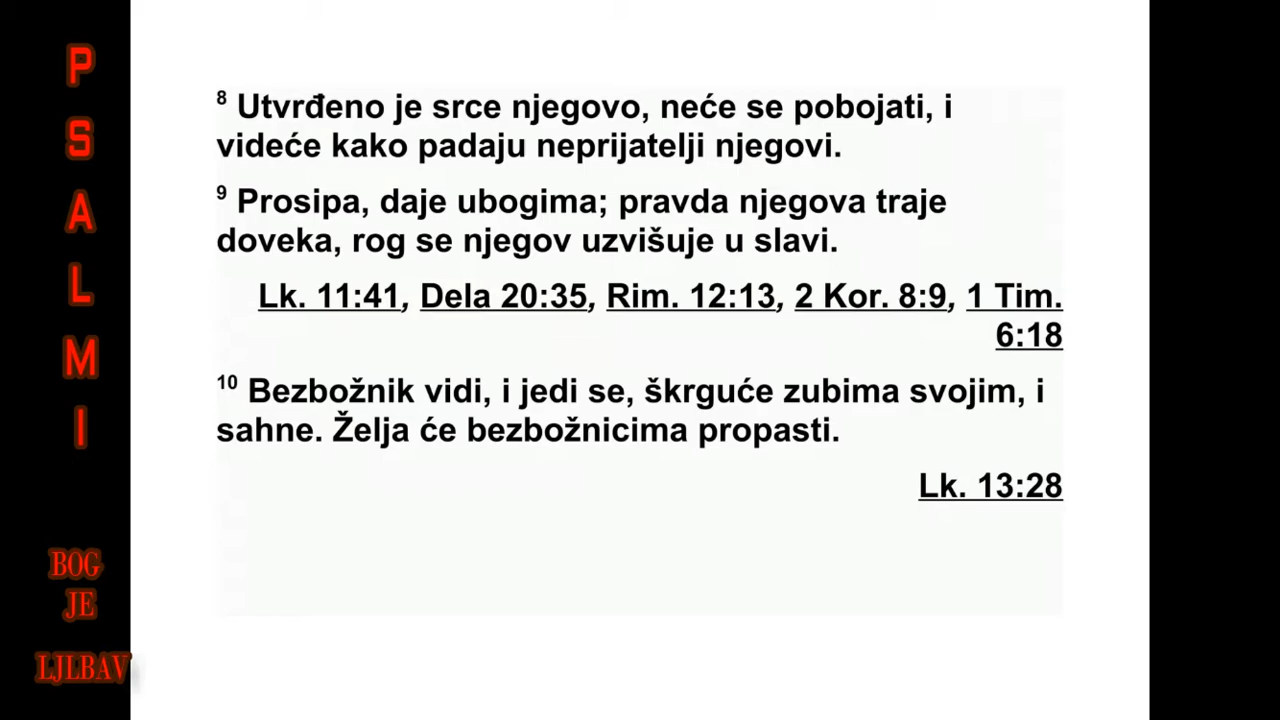 P
S
A
L
M
I
BOG
JE
LJLBAV
8 Utvrđeno je srce njegovo, neće se pobojati, i
videće kako padaju neprijatelji njegovi.
9 Prosipa, daje ubogima; pravda njegova traje
doveka, rog se njegov uzvišuje u slavi.
Lk. 11:41, Dela 20:35, Rim. 12:13, 2 Kor. 8:9, 1 Tim.
6:18
10 Bezbožnik vidi, i jedi se, škrguće zubima svojim, i
sahne. Želja će bezbožnicima propasti.
Lk. 13:28